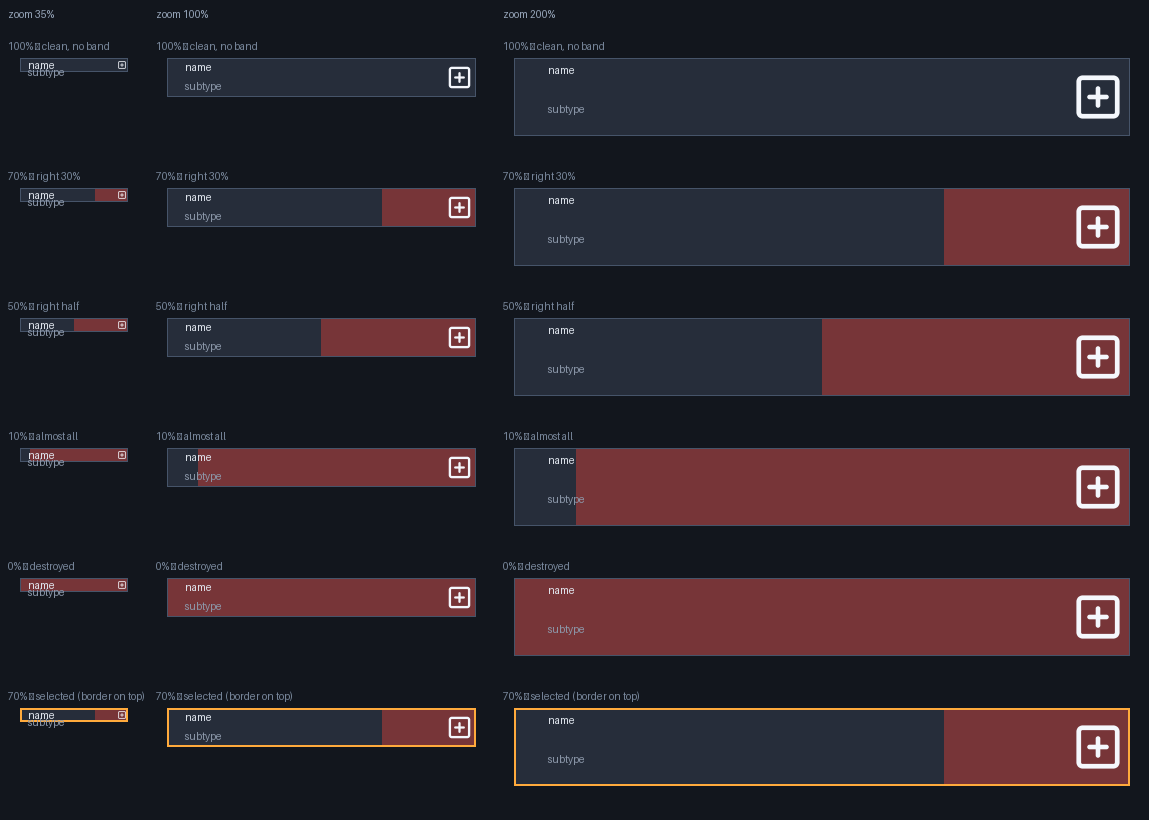 zoom 35% zoom 100% zoom 200%
100% clean, no band 100% clean, no band 100% clean, no band
name name name
subtype subtype subtype
70% right 30% 70% right 30% 70% right 30%
name name name
subtype subtype subtype
50% right half 50% right half 50% right half
name name name
subtype subtype subtype
10% almost all 10% almost all 10% almost all
name name name
subtype subtype subtype
0% destroyed 0% destroyed 0% destroyed
name name name
subtype subtype subtype
70% selected (border on top) 70% selected (border on top) 70% selected (border on top)
name name name
subtype subtype subtype